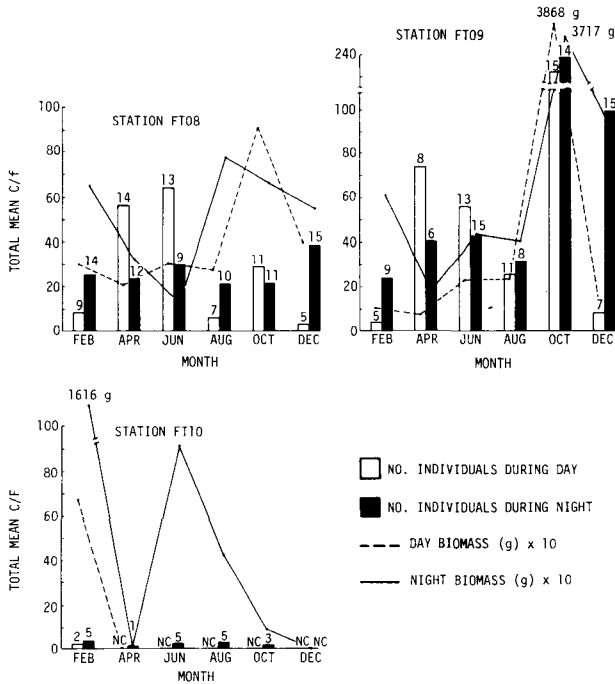 STATION FT08
TOTAL MEAN C/f
100
80
60
40
20
0
9
14
14
12
13
9
7
10
11
11
5
15
FEB APR JUN AUG OCT DEC
MONTH
STATION FT09
3868 g
3717 g
240
100
80
60
40
20
0
5
9
8
6
13
15
11
8
15
14
7
15
FEB APR JUN AUG OCT DEC
MONTH
1616 g
STATION FT10
TOTAL MEAN C/F
100
80
60
40
20
0
2 5 NC 1 NC 5 NC 5 NC 3 NC NC
FEB APR JUN AUG OCT DEC
MONTH
NO. INDIVIDUALS DURING DAY
NO. INDIVIDUALS DURING NIGHT
DAY BIOMASS (g) x 10
NIGHT BIOMASS (g) x 10